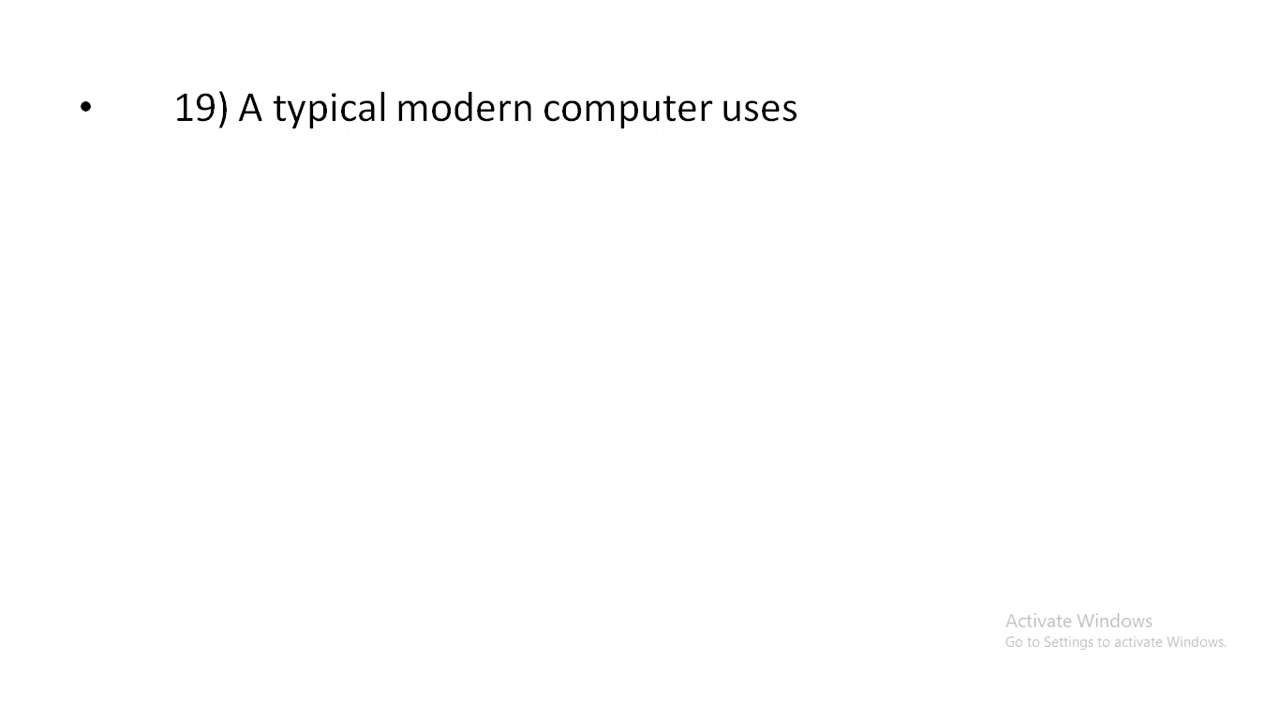 • 19) A typical modern computer uses
Activate Windows
Go to Settings to activate Windows.